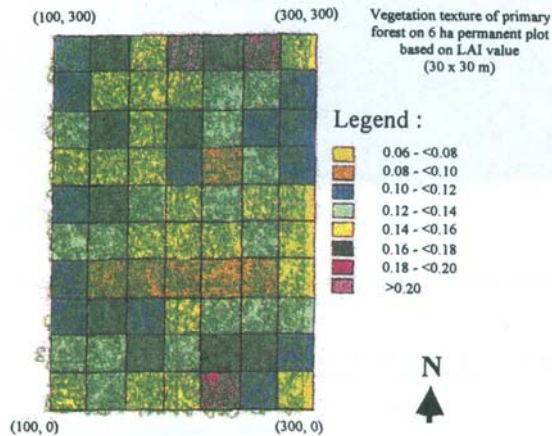 (100, 300)
(300, 300)
Vegetation texture of primary
forest on 6 ha permanent plot
based on LAI value
(30 x 30 m)
Legend :
0.06 - <0.08
0.08 - <0.10
0.10 - <0.12
0.12 - <0.14
0.14 - <0.16
0.16 - <0.18
0.18 - <0.20
>0.20
N
(100, 0)
(300, 0)